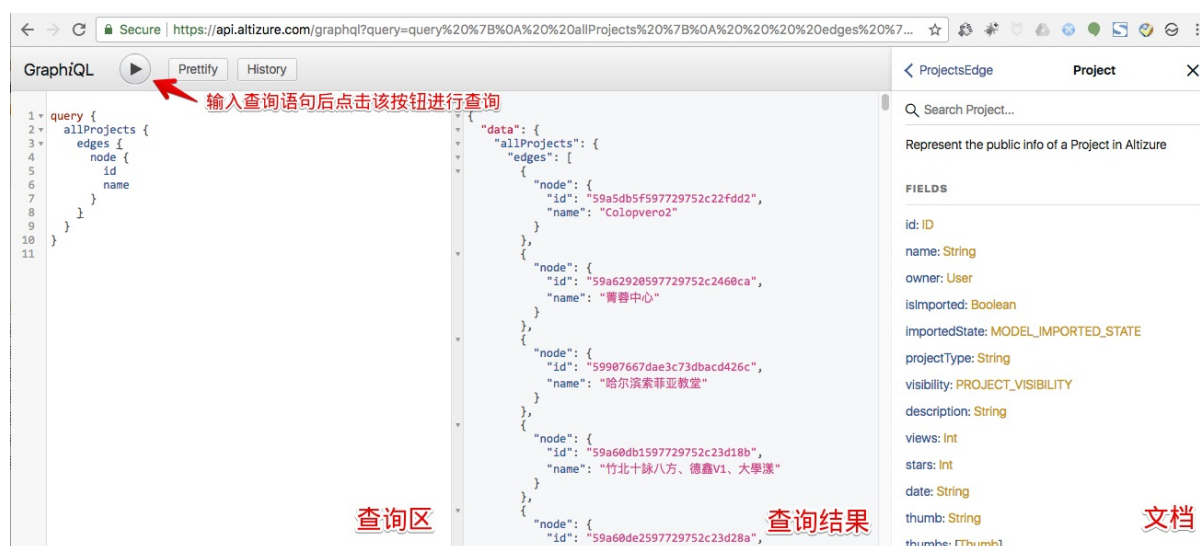 Secure | https://api.altizure.com/graphql?query=query%20%7B%0A%20%20allProjects%20%7B%0A%20%20%20%20edges%20%7...
GraphiQL Prettify History
输入查询语句后点击该按钮进行查询
1 query {
2 allProjects {
3 edges {
4 node {
5 id
6 name
7 }
8 }
9 }
10 }
11
查询区
{
"data": {
"allProjects": {
"edges": [
{
"node": {
"id": "59a5db5f597729752c22fdd2",
"name": "Colopvero2"
}
},
{
"node": {
"id": "59a62920597729752c2460ca",
"name": "菁蓉中心"
}
},
{
"node": {
"id": "59907667dae3c73dbacd426c",
"name": "哈尔滨索菲亚教堂"
}
},
{
"node": {
"id": "59a60db1597729752c23d18b",
"name": "竹北十詠八方、德鑫V1、大學漾"
}
},
{
"node": {
"id": "59a60de2597729752c23d28a",
查询结果
ProjectsEdge Project
Search Project...
Represent the public info of a Project in Altizure
FIELDS
id: ID
name: String
owner: User
isImported: Boolean
importedState: MODEL_IMPORTED_STATE
projectType: String
visibility: PROJECT_VISIBILITY
description: String
views: Int
stars: Int
date: String
thumb: String
thumbs: [Thumb]
文档